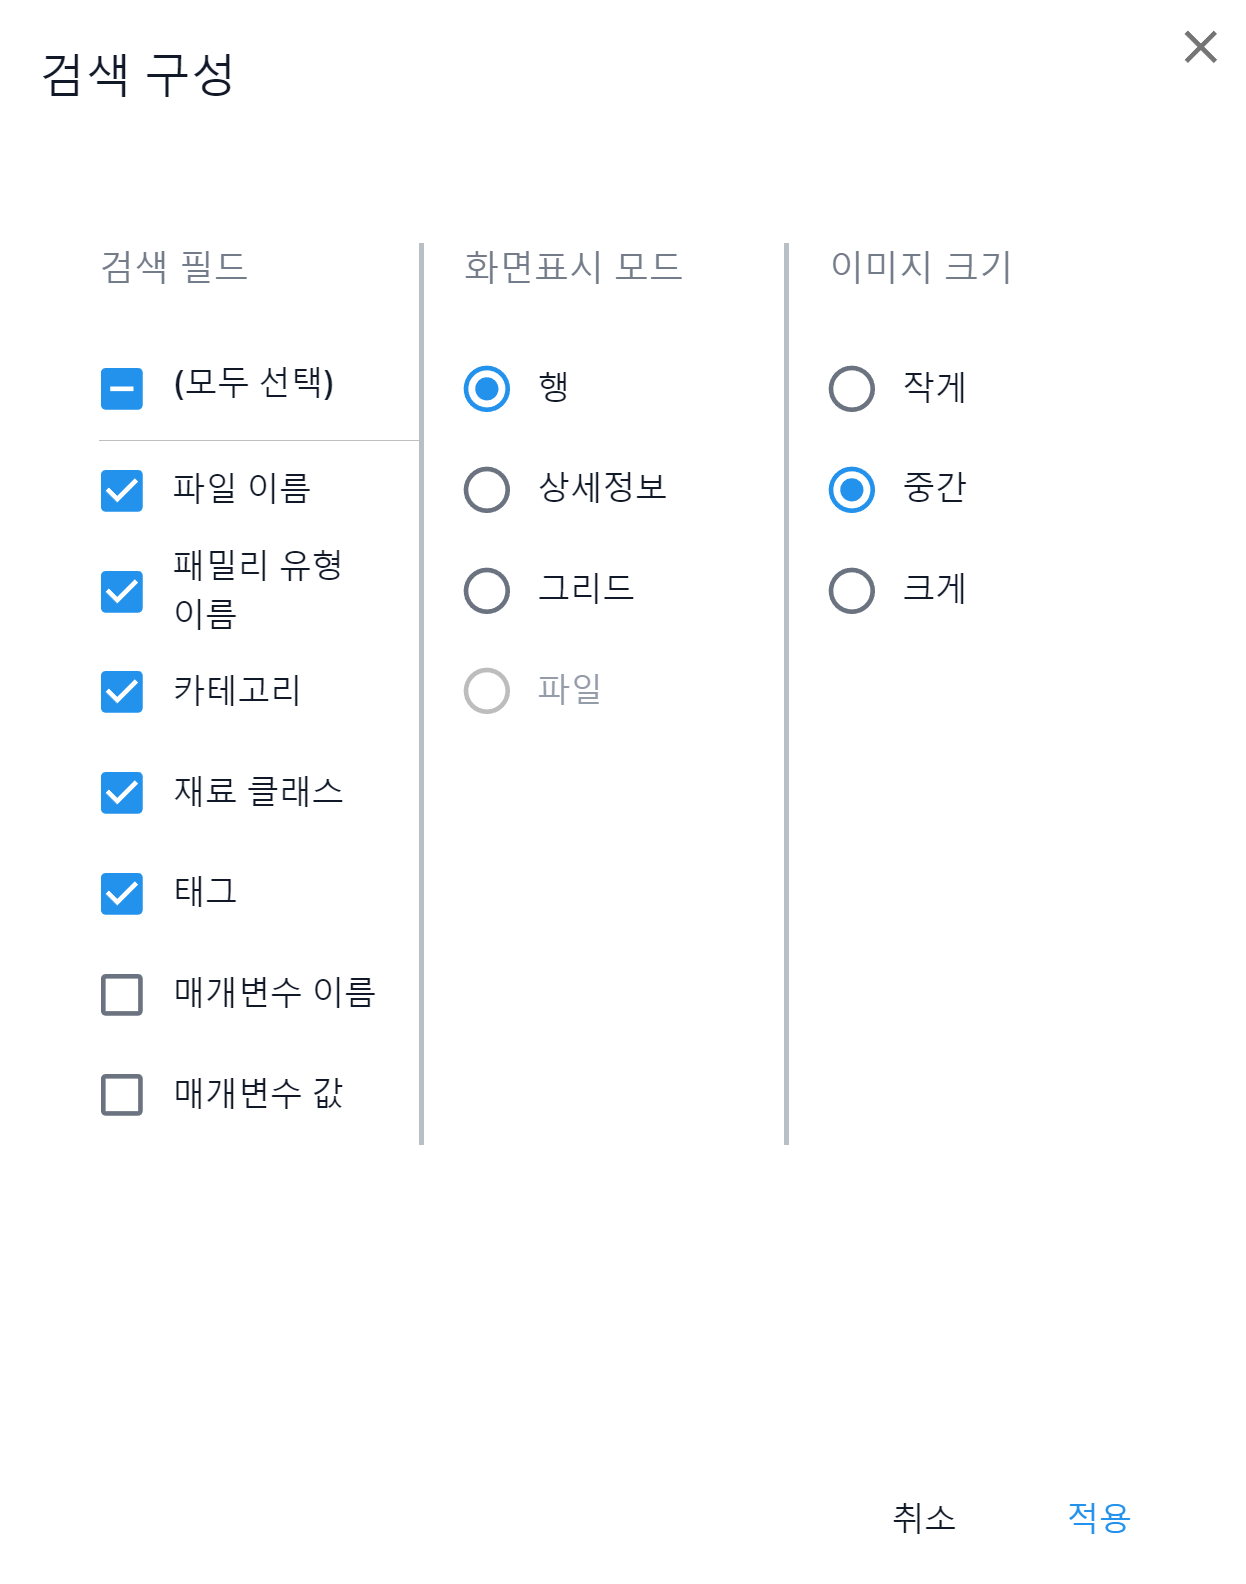 검색 구성
검색 필드
(모두 선택)
파일 이름
패밀리 유형
이름
카테고리
재료 클래스
태그
매개변수 이름
매개변수 값
화면표시 모드
행
상세정보
그리드
파일
이미지 크기
작게
중간
크게
취소
적용